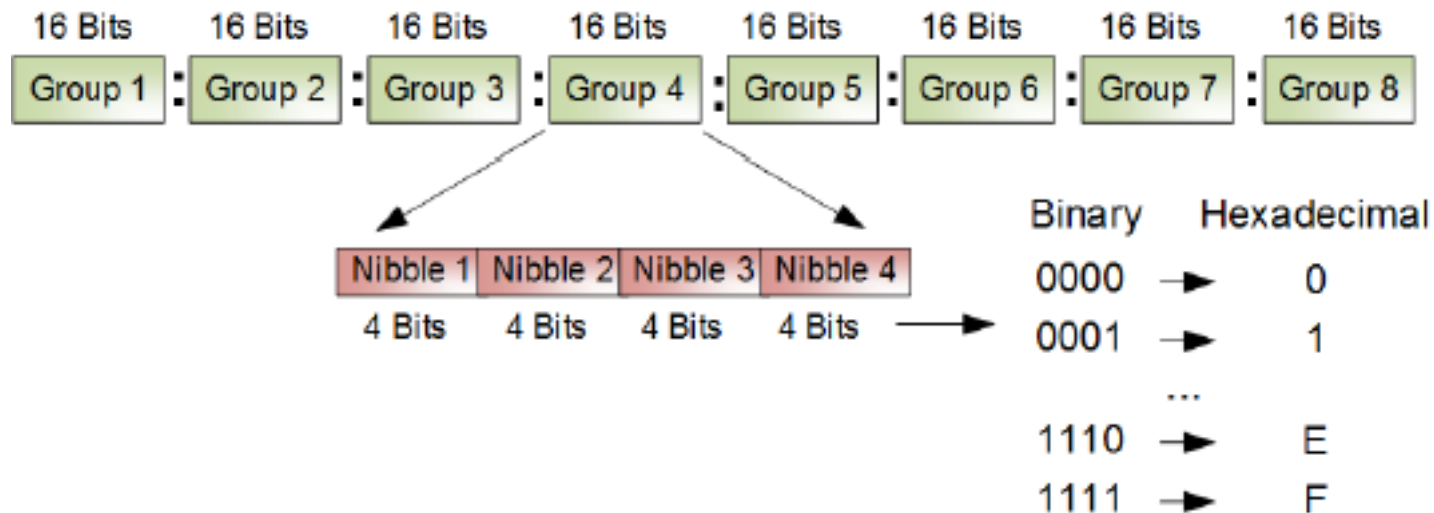 16 Bits 16 Bits 16 Bits 16 Bits 16 Bits 16 Bits 16 Bits 16 Bits
Group 1 : Group 2 : Group 3 : Group 4 : Group 5 : Group 6 : Group 7 : Group 8
Binary Hexadecimal
Nibble 1 Nibble 2 Nibble 3 Nibble 4
4 Bits 4 Bits 4 Bits 4 Bits
0000 0
0001 1
...
1110 E
1111 F